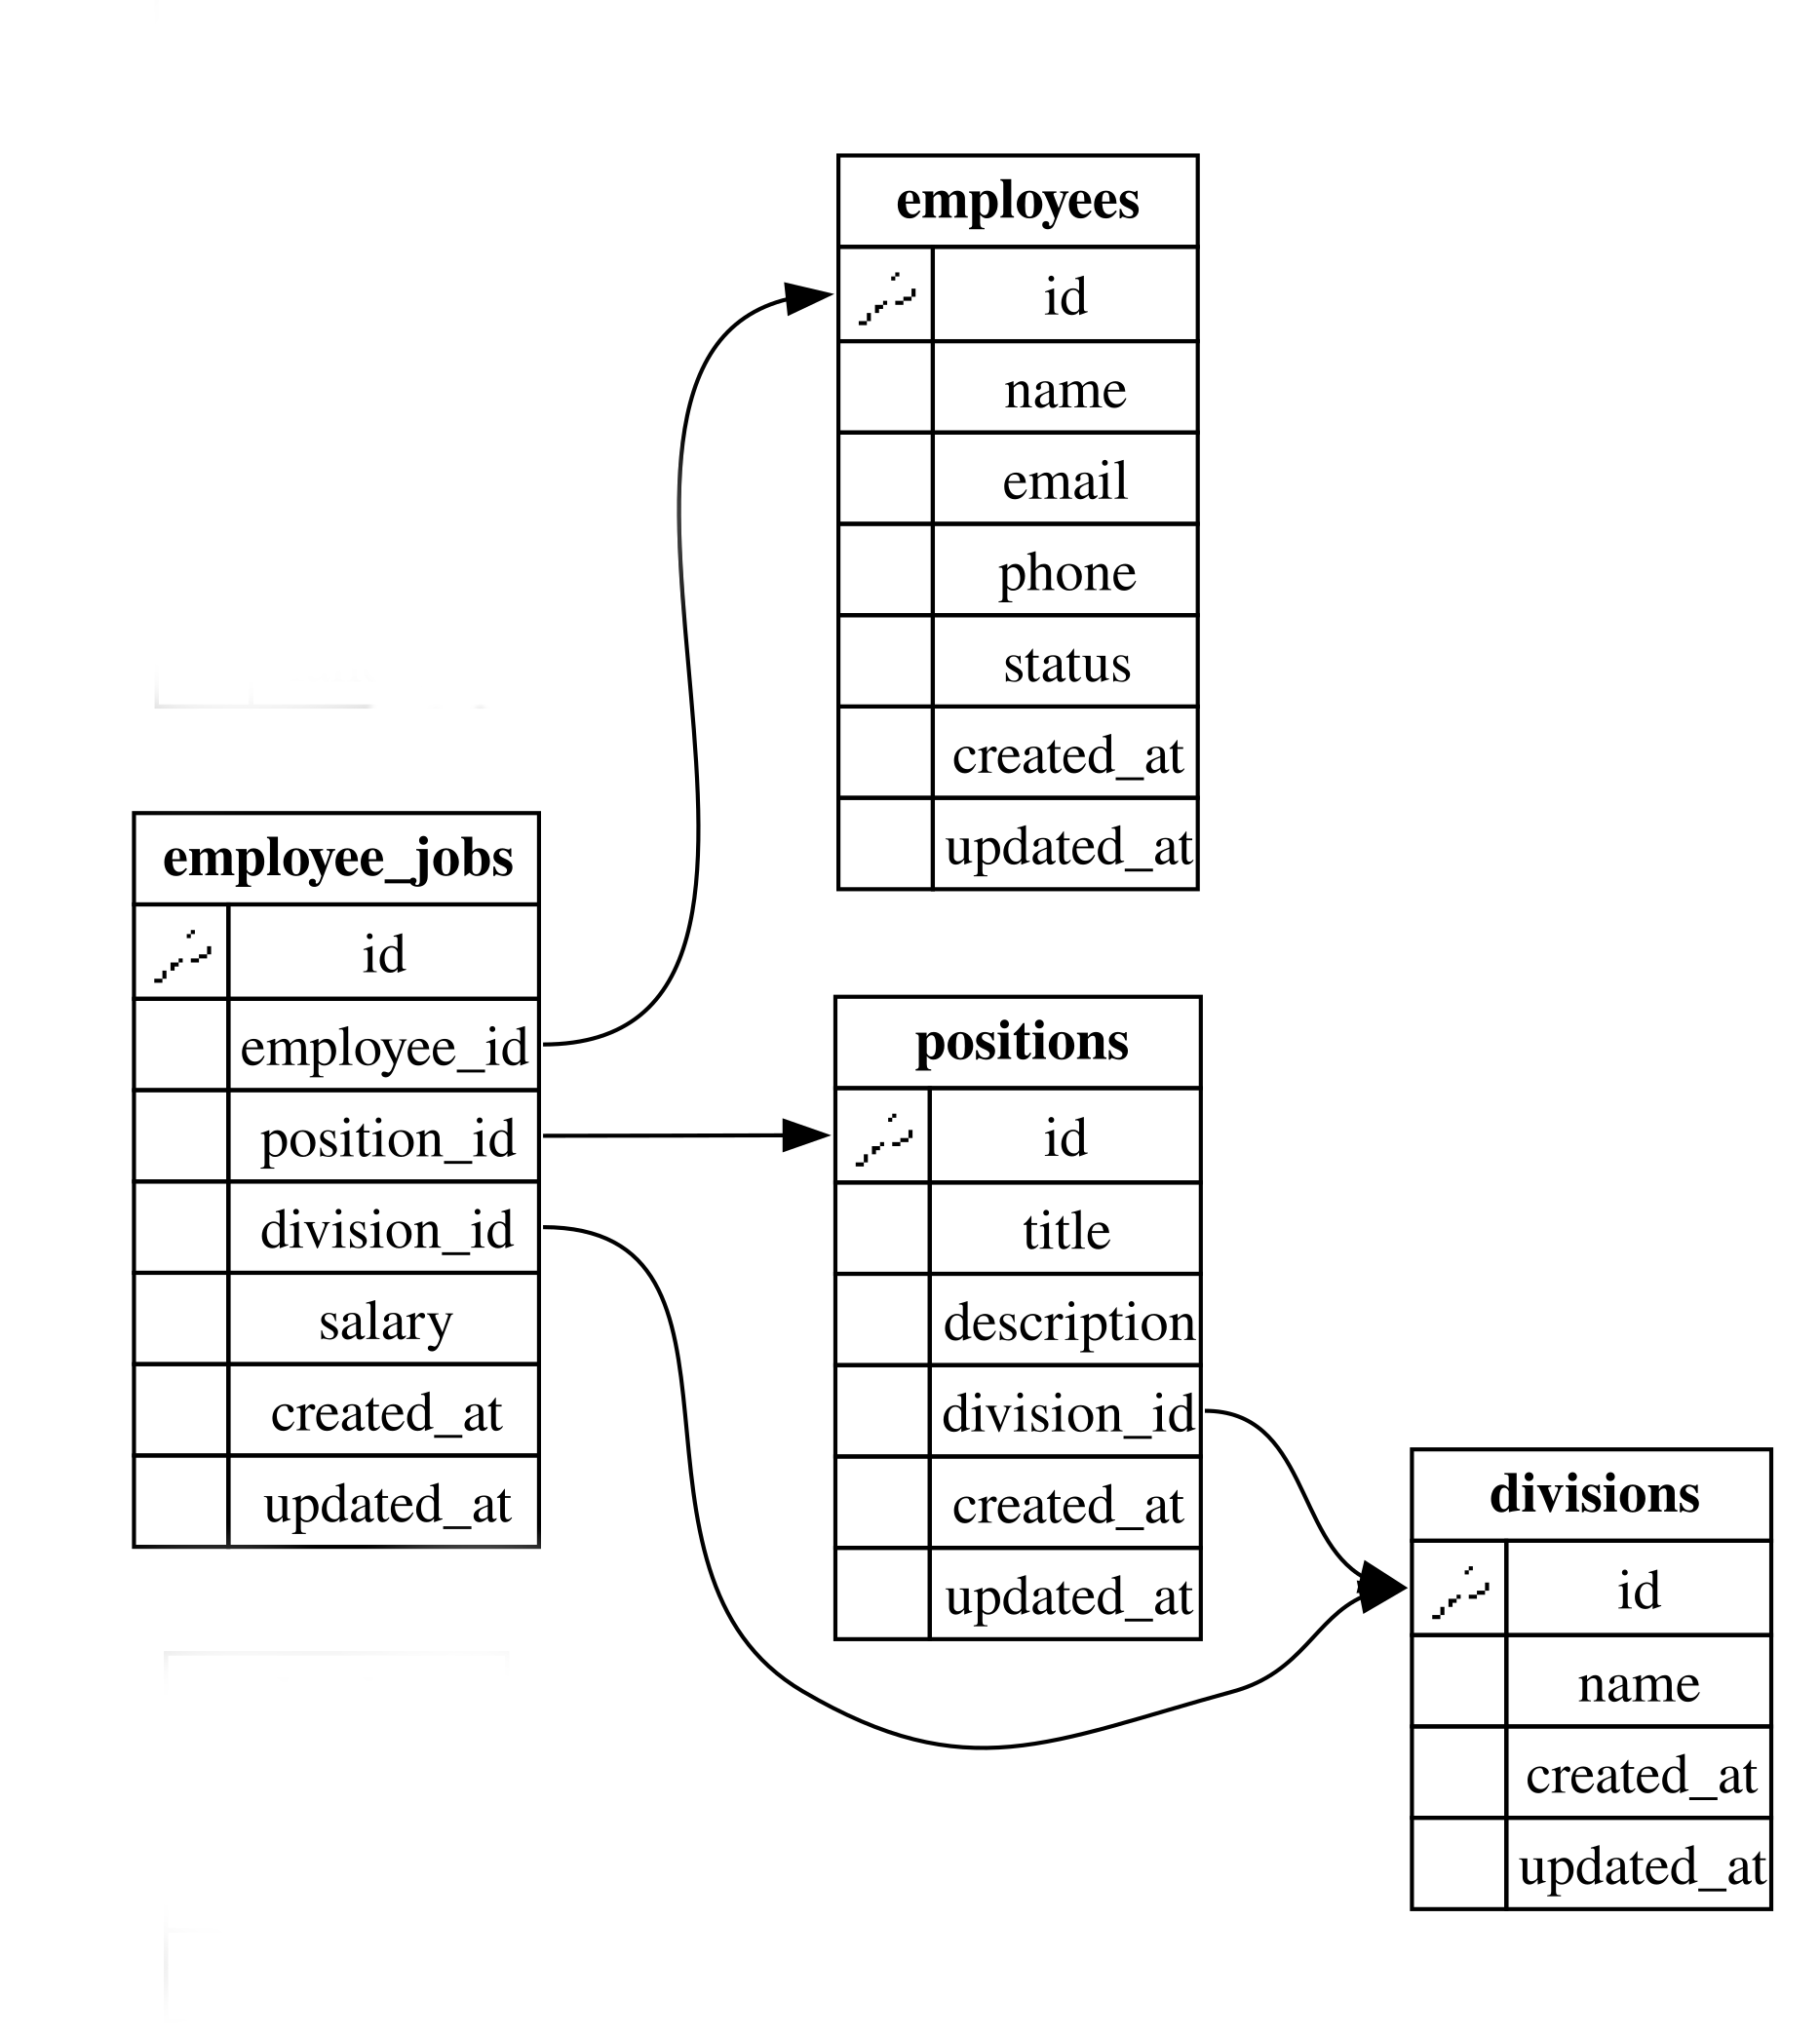 employees
id
name
email
phone
status
created_at
updated_at
employee_jobs
id
employee_id
position_id
division_id
salary
created_at
updated_at
positions
id
title
description
division_id
created_at
updated_at
divisions
id
name
created_at
updated_at